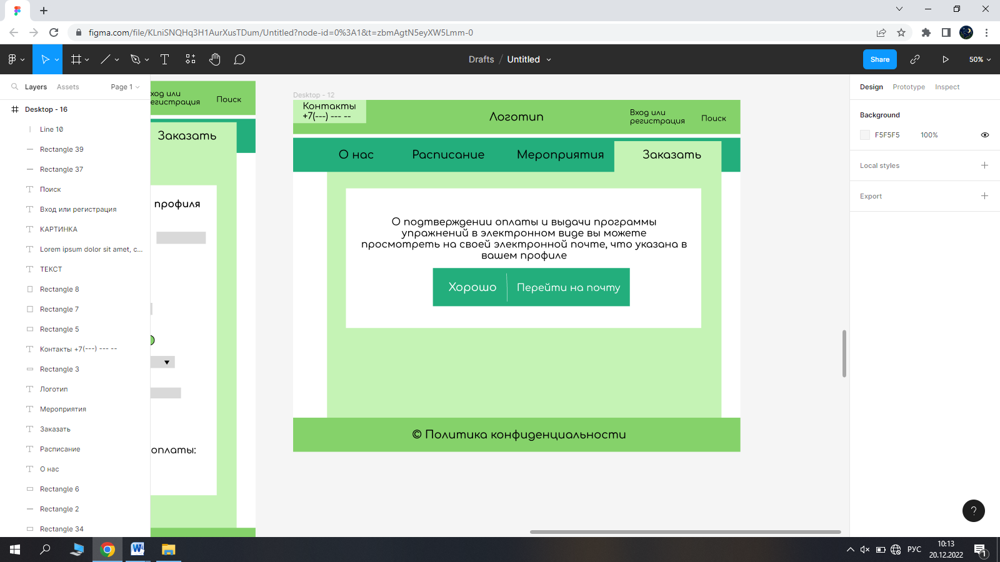 figma.com/file/KLniSNQHq3H1AurXusTDum/Untitled?node-id=0%3A1&t=zbmAgtN5eyXW5Lmm-0
Drafts / Untitled
Share
50%
Layers
Assets
Page 1
Desktop - 16
Line 10
Rectangle 39
Rectangle 37
Поиск
Вход или регистрация
КАРТИНКА
Lorem ipsum dolor sit amet, c...
ТЕКСТ
Rectangle 8
Rectangle 7
Rectangle 5
Контакты +7(---) --- --
Rectangle 3
Логотип
Мероприятия
Заказать
Расписание
О нас
Rectangle 6
Rectangle 2
Rectangle 34
ход или
егистрация
Поиск
Заказать
профиля
оплаты:
Desktop - 12
Контакты
+7(---) --- --
Логотип
Вход или
регистрация
Поиск
О нас
Расписание
Мероприятия
Заказать
О подтверждении оплаты и выдачи программы
упражнений в электронном виде вы можете
просмотреть на своей электронной почте, что указана в
вашем профиле
Хорошо
Перейти на почту
© Политика конфиденциальности
Design
Prototype
Inspect
Background
F5F5F5
100%
Local styles
Export
?
РУС
10:13
20.12.2022
1